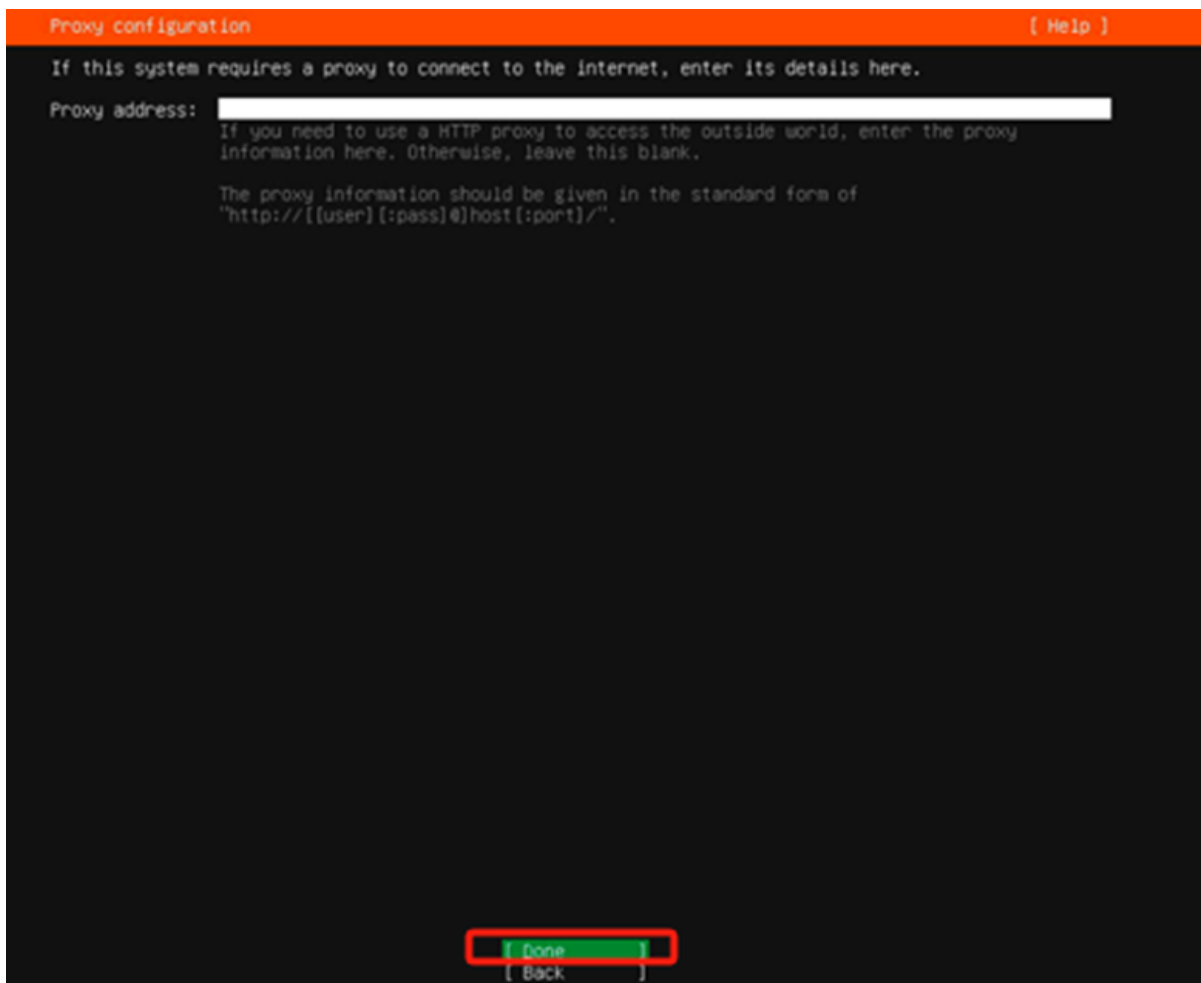 Proxy configuration [ Help ]
If this system requires a proxy to connect to the internet, enter its details here.
Proxy address:
If you need to use a HTTP proxy to access the outside world, enter the proxy
information here. Otherwise, leave this blank.
The proxy information should be given in the standard form of
"http://[[user][:pass]@]host[:port]/".
[ Done ]
[ Back ]